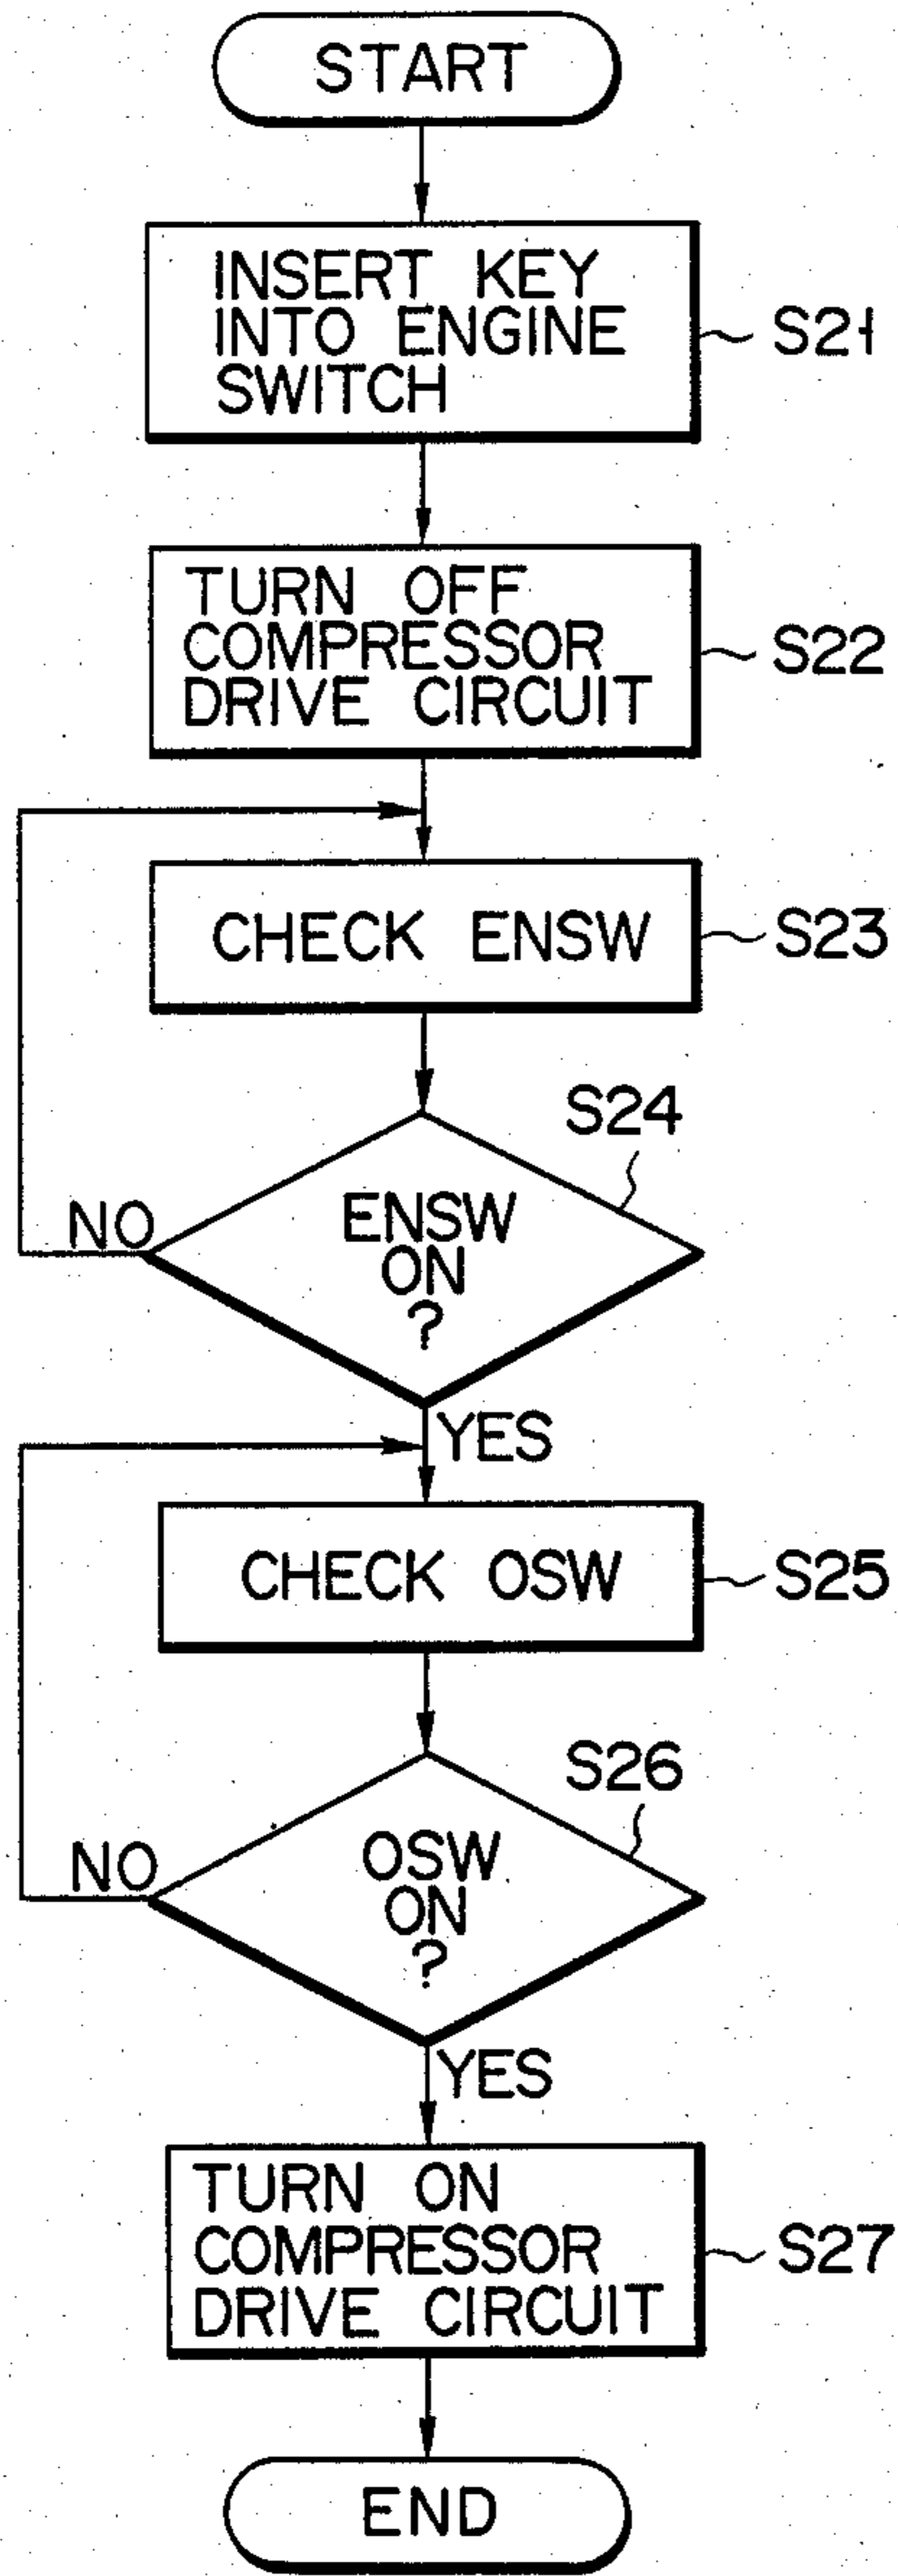 START
INSERT KEY
INTO ENGINE
SWITCH
S21
TURN OFF
COMPRESSOR
DRIVE CIRCUIT
S22
CHECK ENSW
S23
S24
ENSW
ON
?
NO
YES
CHECK OSW
S25
S26
OSW
ON
?
NO
YES
TURN ON
COMPRESSOR
DRIVE CIRCUIT
S27
END